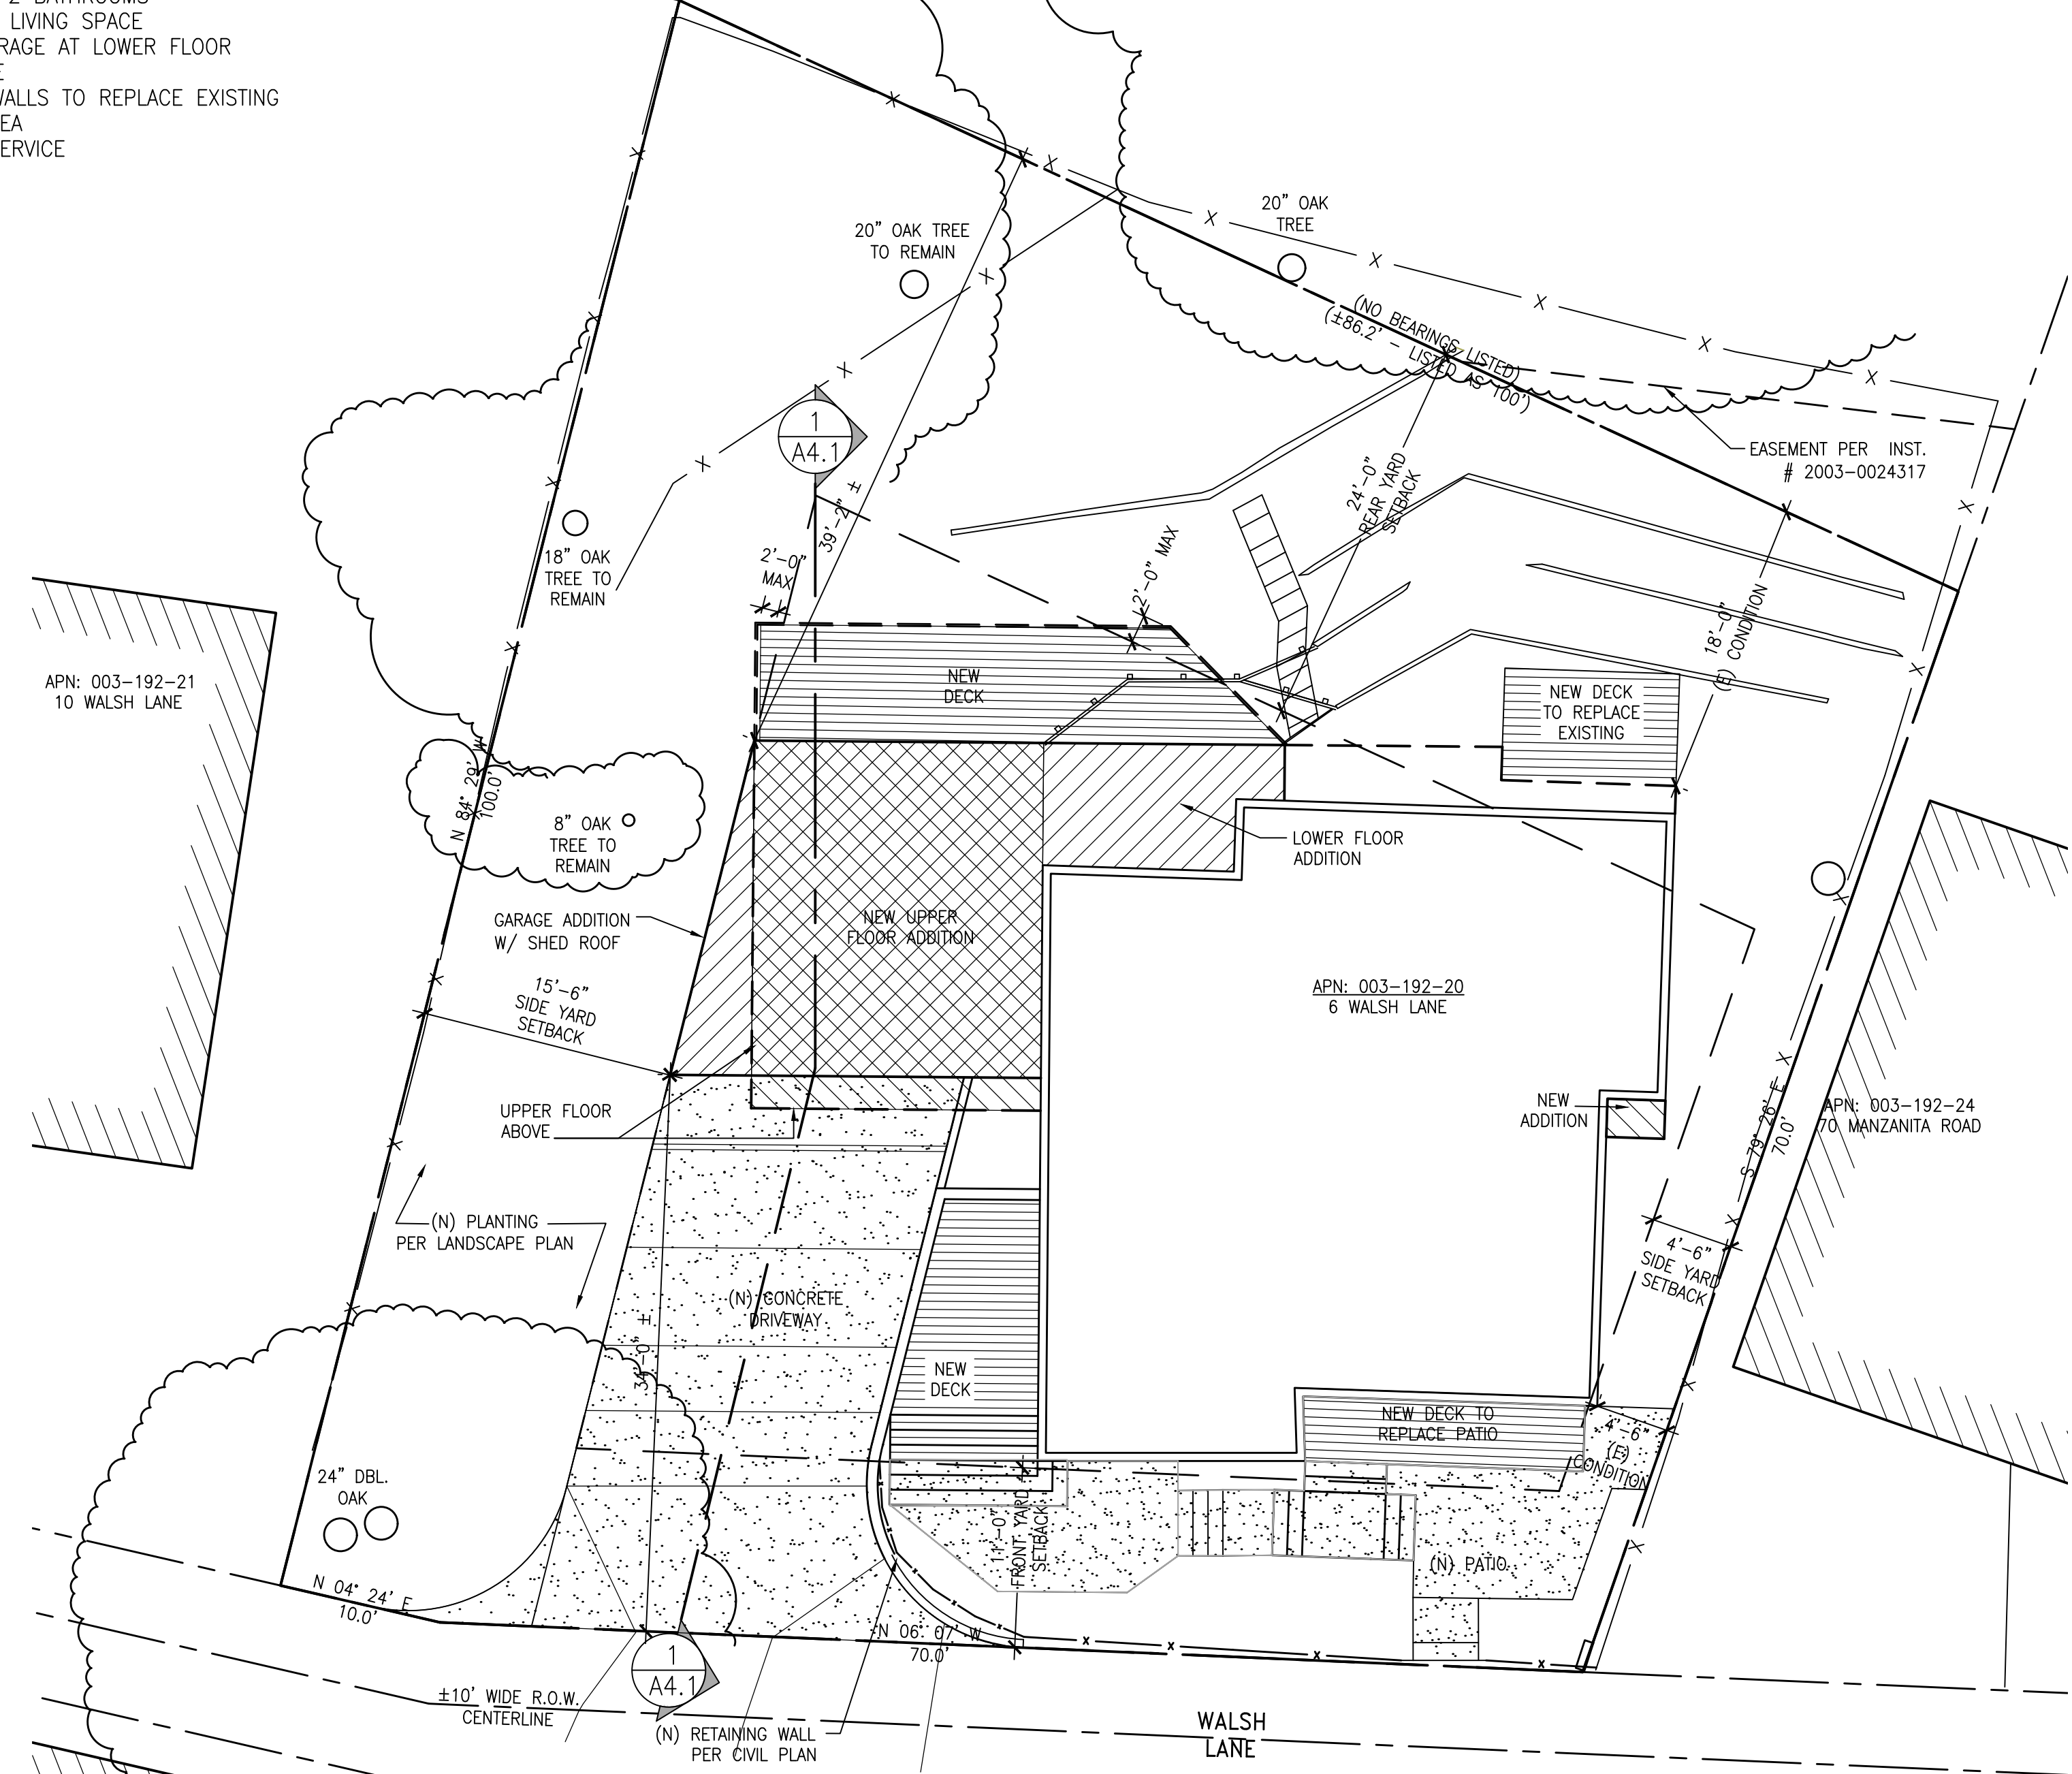 2 BATHROOMS
LIVING SPACE
RAGE AT LOWER FLOOR
E
WALLS TO REPLACE EXISTING
EA
ERVICE
20" OAK TREE
TO REMAIN
20" OAK
TREE
(NO BEARINGS LISTED)
(±86.2' - LISTED AS 100')
EASEMENT PER INST.
# 2003-0024317
1
A4.1
39'-2" ±
24'-0"
REAR YARD
SETBACK
18" OAK
TREE TO
REMAIN
2'-0"
MAX
2'-0" MAX
18'-0"
(E) CONDITION
APN: 003-192-21
10 WALSH LANE
NEW
DECK
NEW DECK
TO REPLACE
EXISTING
N 84° 29' W
100.0'
8" OAK
TREE TO
REMAIN
LOWER FLOOR
ADDITION
GARAGE ADDITION
W/ SHED ROOF
NEW UPPER
FLOOR ADDITION
15'-6"
SIDE YARD
SETBACK
APN: 003-192-20
6 WALSH LANE
UPPER FLOOR
ABOVE
NEW
ADDITION
APN: 003-192-24
70 MANZANITA ROAD
S 79° 26' E
70.0'
(N) PLANTING
PER LANDSCAPE PLAN
4'-6"
SIDE YARD
SETBACK
(N) CONCRETE
DRIVEWAY
34'-0" ±
NEW
DECK
NEW DECK TO
REPLACE PATIO
4'-6"
(E)
CONDITION
24" DBL.
OAK
11'-0"
FRONT YARD
SETBACK
(N) PATIO
N 04° 24' E
10.0'
N 06° 07' W
70.0'
1
A4.1
±10' WIDE R.O.W.
CENTERLINE
(N) RETAINING WALL
PER CIVIL PLAN
WALSH
LANE